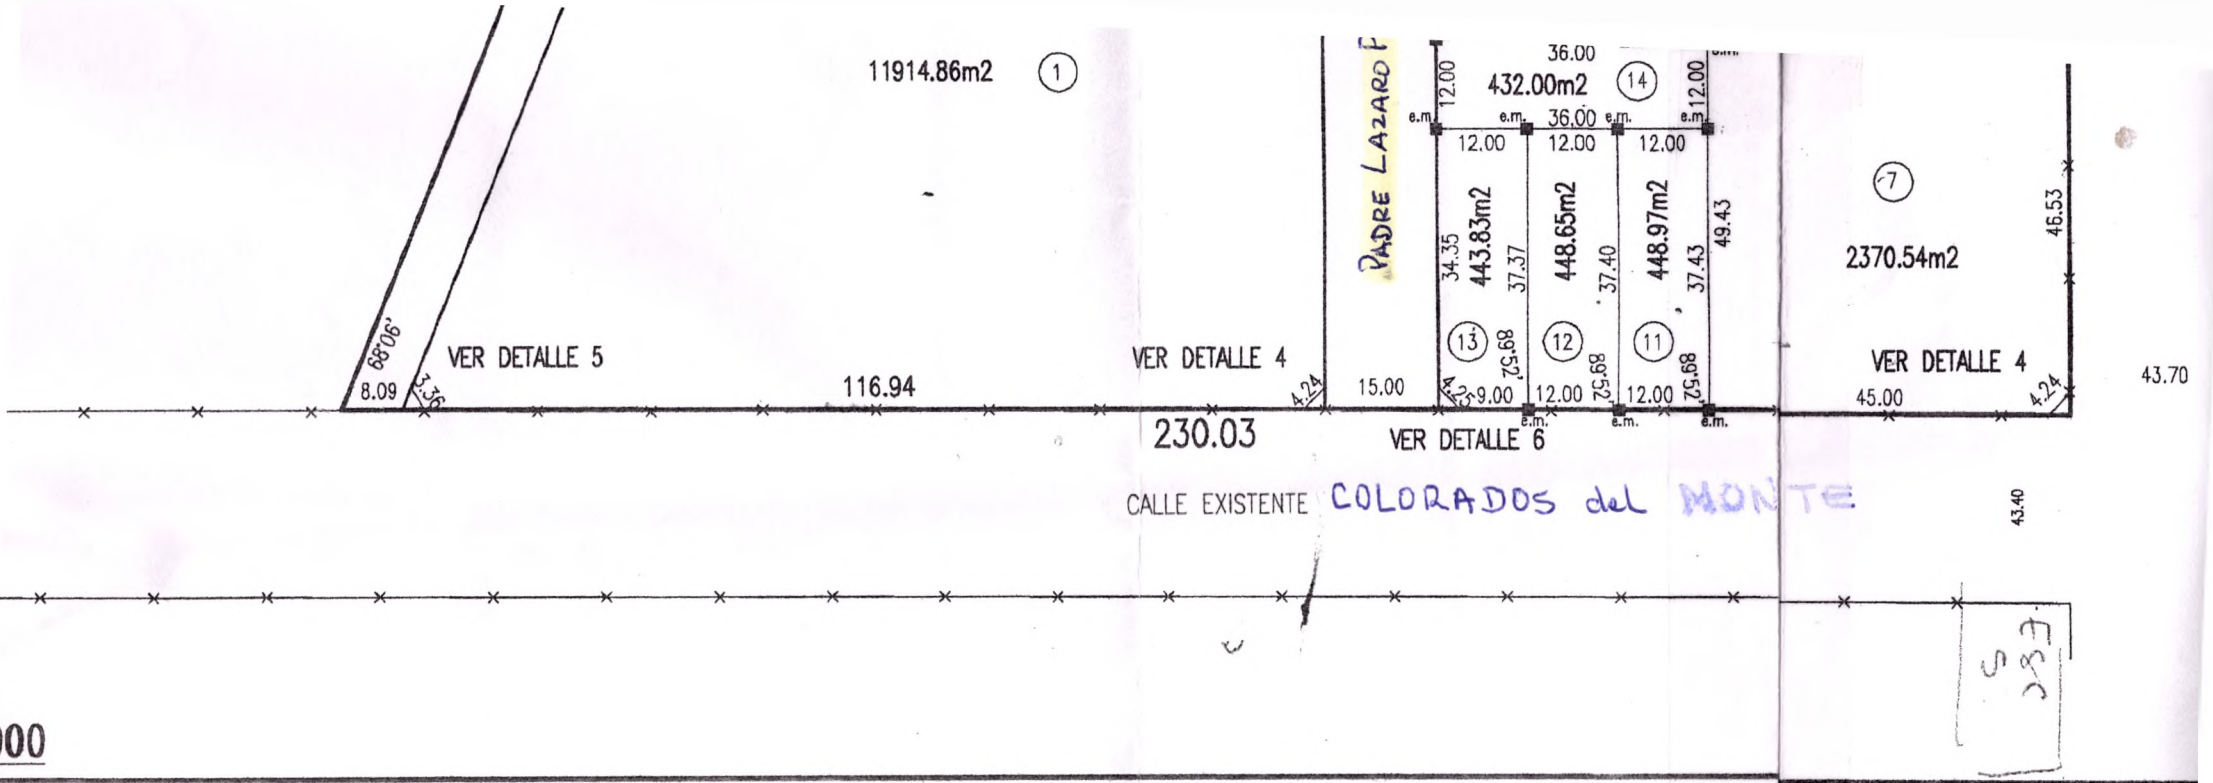 11914.86m2 1
PADRE LAZARO
36.00
12.00
432.00m2 14
12.00
e.m. e.m. 36.00 e.m. e.m.
12.00 12.00 12.00
34.35
443.83m2
37.37
448.65m2
37.40
448.97m2
37.43
49.43
13 12 11
89°52' 89°52' 89°52'
7
2370.54m2
46.53
68°06'
8.09
3.36
VER DETALLE 5
116.94
VER DETALLE 4
4.24
15.00
4.25
9.00 12.00 12.00
e.m. e.m. e.m.
VER DETALLE 4
45.00
4.24
43.70
230.03
VER DETALLE 6
CALLE EXISTENTE COLORADOS del MONTE
43.40
000